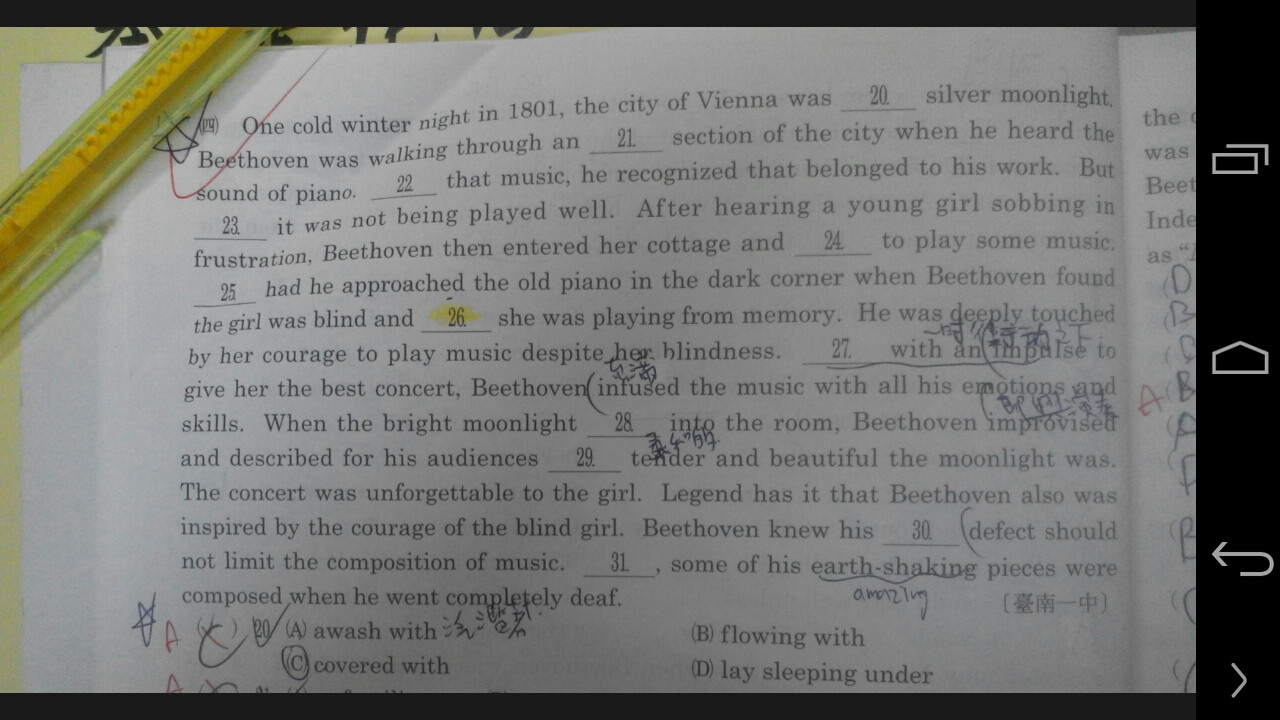 (四) One cold winter night in 1801, the city of Vienna was 20. silver moonlight.
Beethoven was walking through an 21. section of the city when he heard the
sound of piano. 22 that music, he recognized that belonged to his work. But
23. it was not being played well. After hearing a young girl sobbing in
frustration, Beethoven then entered her cottage and 24. to play some music.
25 had he approached the old piano in the dark corner when Beethoven found
the girl was blind and 26. she was playing from memory. He was deeply touched
by her courage to play music despite her blindness. 27. with an impulse to
give her the best concert, Beethoven infused the music with all his emotions and
skills. When the bright moonlight 28. into the room, Beethoven improvised
and described for his audiences 29. tender and beautiful the moonlight was.
The concert was unforgettable to the girl. Legend has it that Beethoven also was
inspired by the courage of the blind girl. Beethoven knew his 30. defect should
not limit the composition of music. 31. , some of his earth-shaking pieces were
amazing
composed when he went completely deaf. 〔臺南一中〕
A ( ) 20. (A) awash with (B) flowing with
(C) covered with (D) lay sleeping under
A
the
was
Beet
Inde
as
(D
(B
A (B